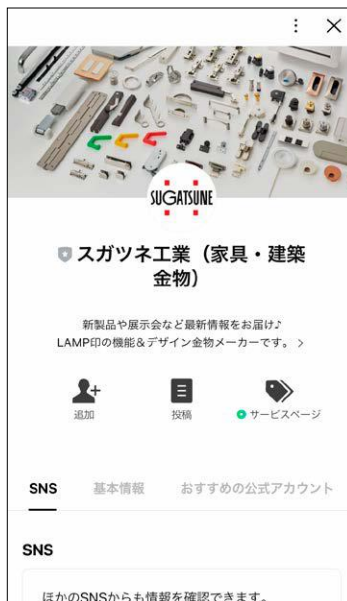 SUGATSUNE
スガツネ工業（家具・建築
金物）
新製品や展示会など最新情報をお届け♪
LAMP印の機能&デザイン金物メーカーです。 >
追加
投稿
サービスページ
SNS
基本情報
おすすめの公式アカウント
SNS
ほかのSNSからも情報を確認できます。